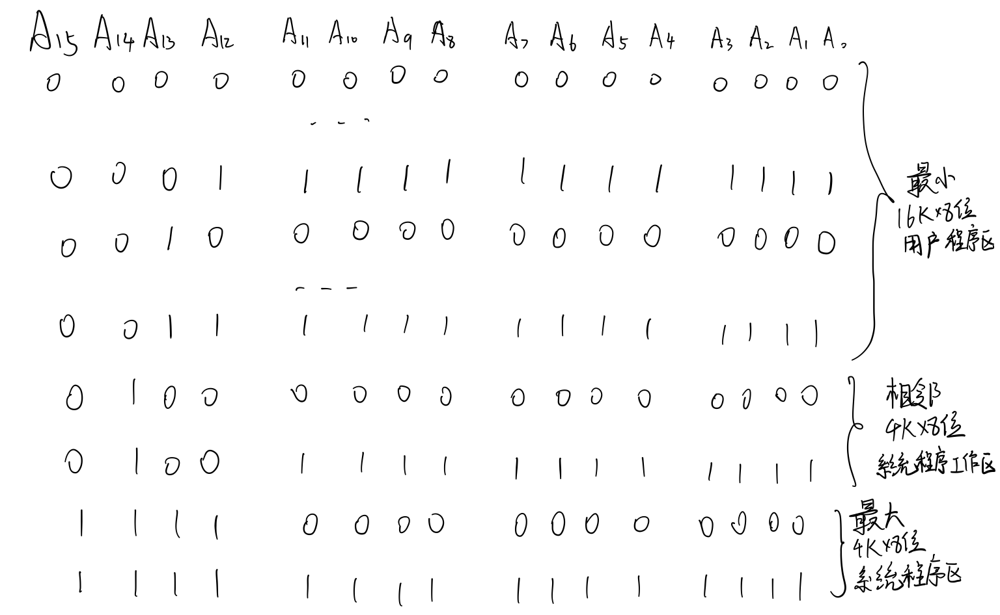 A15 A14 A13 A12 A11 A10 A9 A8 A7 A6 A5 A4 A3 A2 A1 A0
0 0 0 0 0 0 0 0 0 0 0 0 0 0 0 0
- - -
0 0 0 1 1 1 1 1 1 1 1 1 1 1 1 1
最小
16K×8位
用户程序区
0 0 1 0 0 0 0 0 0 0 0 0 0 0 0 0
- - -
0 0 1 1 1 1 1 1 1 1 1 1 1 1 1 1
0 1 0 0 0 0 0 0 0 0 0 0 0 0 0 0
相邻
4K×8位
系统程序工作区
0 1 0 0 1 1 1 1 1 1 1 1 1 1 1 1
1 1 1 1 0 0 0 0 0 0 0 0 0 0 0 0
最大
4K×8位
系统程序区
1 1 1 1 1 1 1 1 1 1 1 1 1 1 1 1